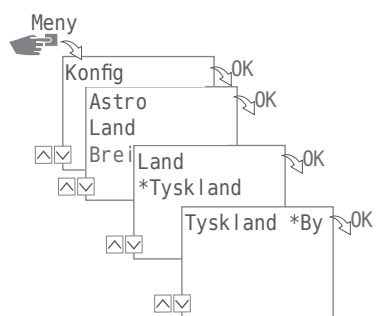 Meny
Konfig OK
Astro OK
Land
Brei
Land OK
*Tyskland
Tyskland *By OK